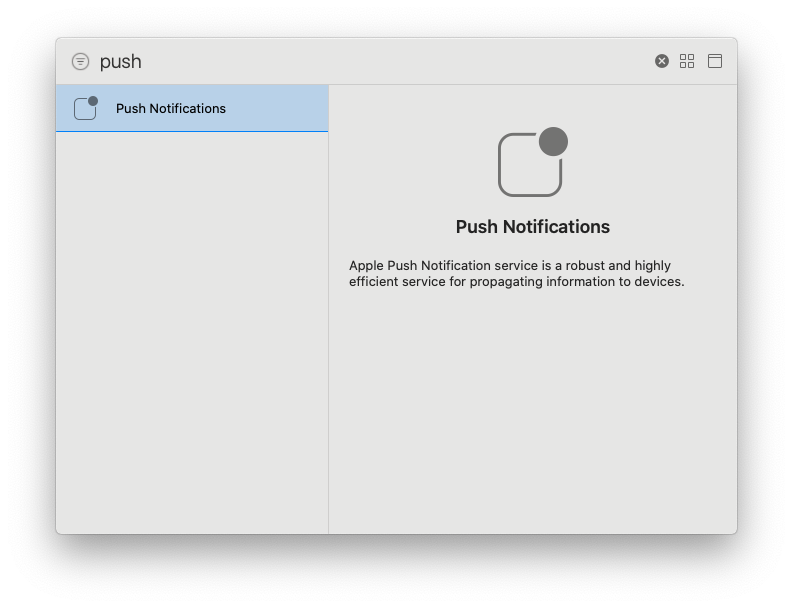 push
Push Notifications
Push Notifications
Apple Push Notification service is a robust and highly
efficient service for propagating information to devices.